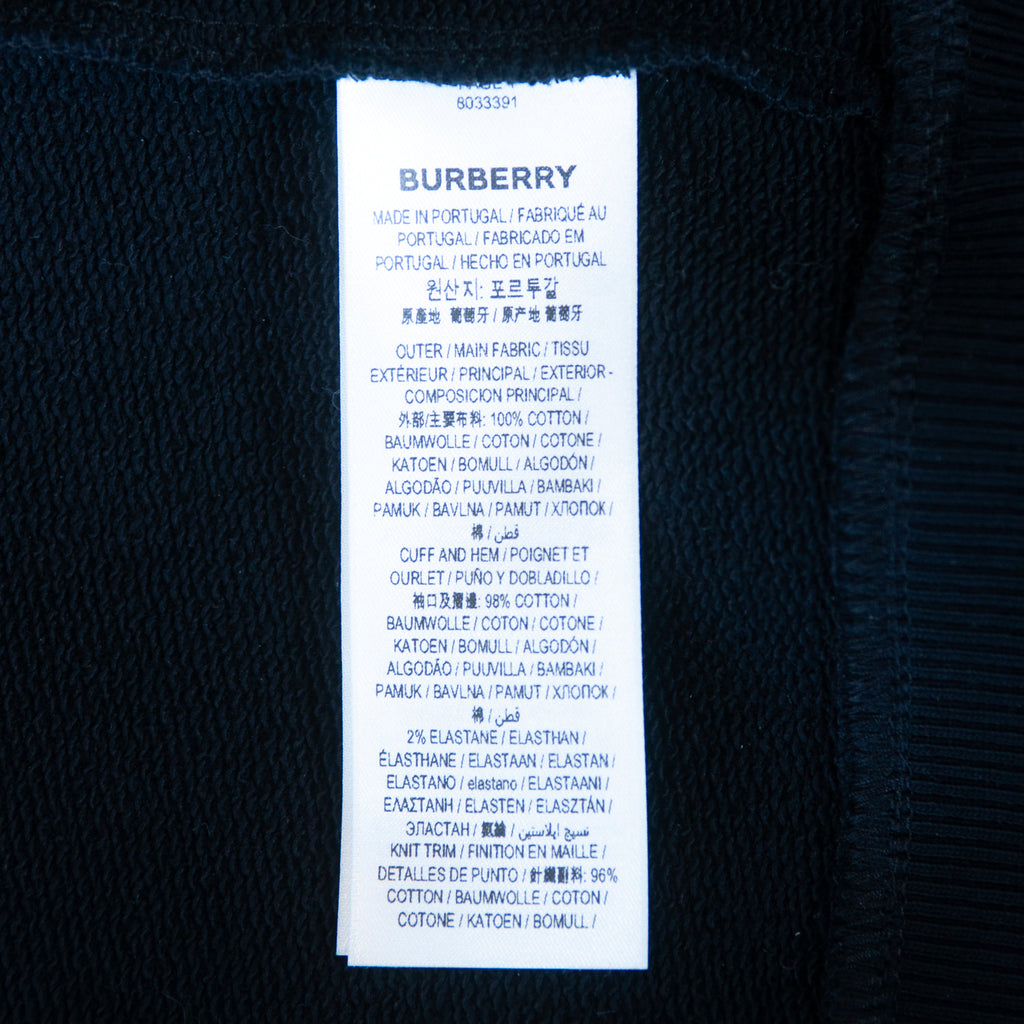 8033391
BURBERRY
MADE IN PORTUGAL / FABRIQUÉ AU
PORTUGAL / FABRICADO EM
PORTUGAL / HECHO EN PORTUGAL
원산지: 포르투갈
原產地 葡萄牙 / 原产地 葡萄牙
OUTER / MAIN FABRIC / TISSU
EXTÉRIEUR / PRINCIPAL / EXTERIOR -
COMPOSICION PRINCIPAL /
外部/主要布料: 100% COTTON /
BAUMWOLLE / COTON / COTONE /
KATOEN / BOMULL / ALGODÓN /
ALGODÃO / PUUVILLA / BAMBAKI /
PAMUK / BAVLNA / PAMUT / ХЛОПОК /
棉 / قطن
CUFF AND HEM / POIGNET ET
OURLET / PUÑO Y DOBLADILLO /
袖口及摺邊: 98% COTTON /
BAUMWOLLE / COTON / COTONE /
KATOEN / BOMULL / ALGODÓN /
ALGODÃO / PUUVILLA / BAMBAKI /
PAMUK / BAVLNA / PAMUT / ХЛОПОК /
棉 / قطن
2% ELASTANE / ELASTHAN /
ÉLASTHANE / ELASTAAN / ELASTAN /
ELASTANO / elastano / ELASTAANI /
ΕΛΑΣΤΑΝΗ / ELASTEN / ELASZTÁN /
ЭЛАСТАН / 氨綸 / نسيج ايلاستين
KNIT TRIM / FINITION EN MAILLE /
DETALLES DE PUNTO / 針織副料: 96%
COTTON / BAUMWOLLE / COTON /
COTONE / KATOEN / BOMULL /